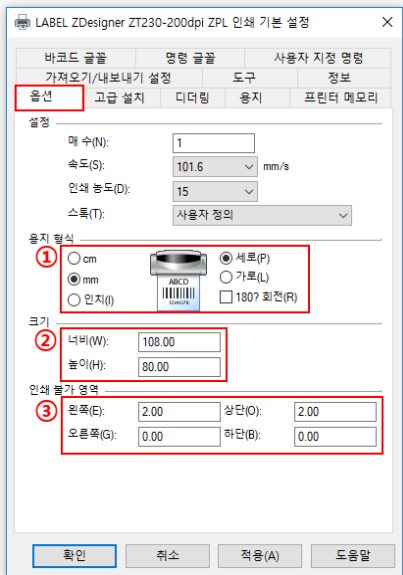 LABEL ZDesigner ZT230-200dpi ZPL 인쇄 기본 설정
바코드 글꼴 명령 글꼴 사용자 지정 명령
가져오기/내보내기 설정 도구 정보
옵션 고급 설치 디더링 용지 프린터 메모리
설정
매 수(N): 1
속도(S): 101.6 mm/s
인쇄 농도(D): 15
스톡(T): 사용자 정의
용지 형식
① cm 세로(P)
mm ABCD 가로(L)
인치(I) 180? 회전(R)
크기
② 너비(W): 108.00
높이(H): 80.00
인쇄 불가 영역
③ 왼쪽(E): 2.00 상단(O): 2.00
오른쪽(G): 0.00 하단(B): 0.00
확인 취소 적용(A) 도움말